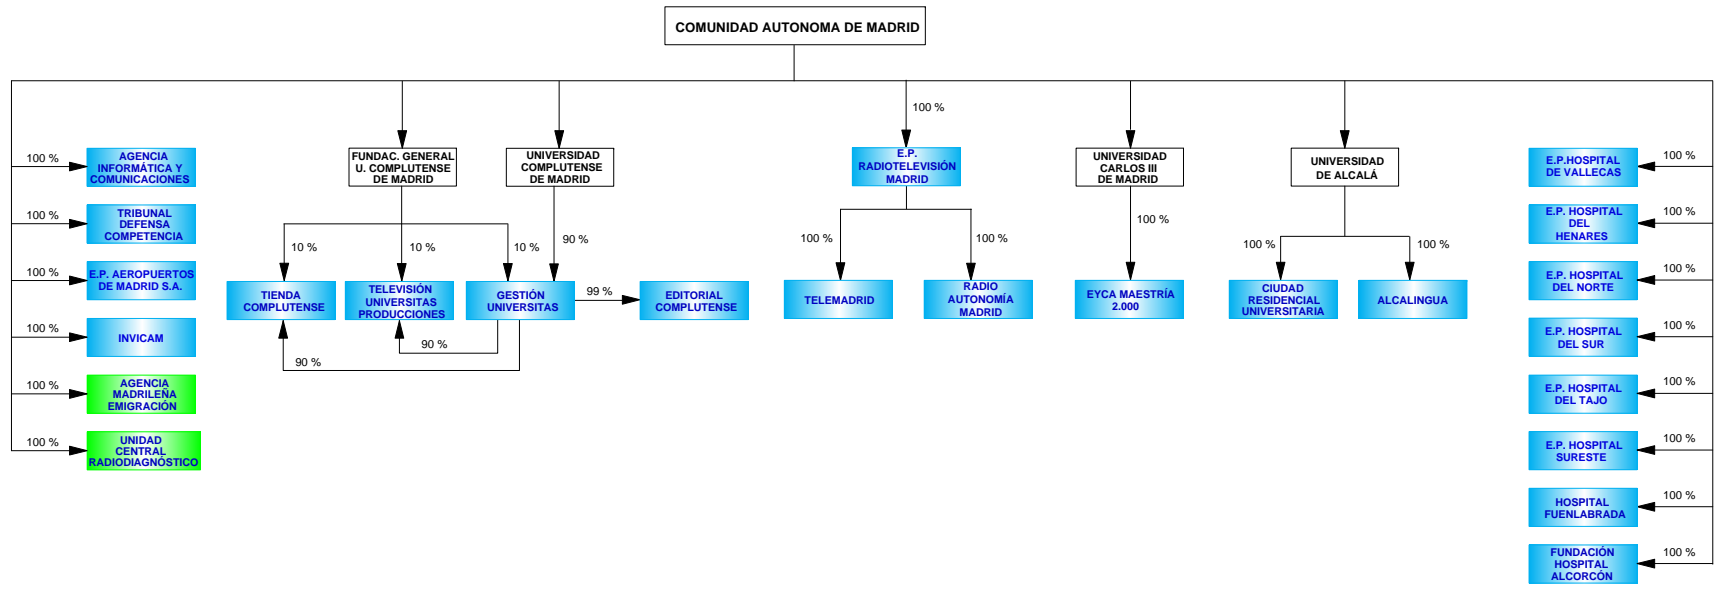 COMUNIDAD AUTONOMA DE MADRID
100 %
100 %
AGENCIA
INFORMÁTICA Y
COMUNICACIONES
100 %
TRIBUNAL
DEFENSA
COMPETENCIA
100 %
E.P. AEROPUERTOS
DE MADRID S.A.
100 %
INVICAM
100 %
AGENCIA
MADRILEÑA
EMIGRACIÓN
100 %
UNIDAD
CENTRAL
RADIODIAGNÓSTICO
FUNDAC. GENERAL
U. COMPLUTENSE
DE MADRID
UNIVERSIDAD
COMPLUTENSE
DE MADRID
10 %
10 %
10 %
90 %
TIENDA
COMPLUTENSE
TELEVISIÓN
UNIVERSITAS
PRODUCCIONES
GESTIÓN
UNIVERSITAS
99 %
EDITORIAL
COMPLUTENSE
90 %
90 %
E.P.
RADIOTELEVISIÓN
MADRID
100 %
100 %
TELEMADRID
RADIO
AUTONOMÍA
MADRID
UNIVERSIDAD
CARLOS III
DE MADRID
100 %
EYCA MAESTRÍA
2.000
UNIVERSIDAD
DE ALCALÁ
100 %
100 %
CIUDAD
RESIDENCIAL
UNIVERSITARIA
ALCALINGUA
E.P.HOSPITAL
DE VALLECAS
100 %
E.P. HOSPITAL
DEL
HENARES
100 %
E.P. HOSPITAL
DEL NORTE
100 %
E.P. HOSPITAL
DEL SUR
100 %
E.P. HOSPITAL
DEL TAJO
100 %
E.P. HOSPITAL
SURESTE
100 %
HOSPITAL
FUENLABRADA
100 %
FUNDACIÓN
HOSPITAL
ALCORCÓN
100 %